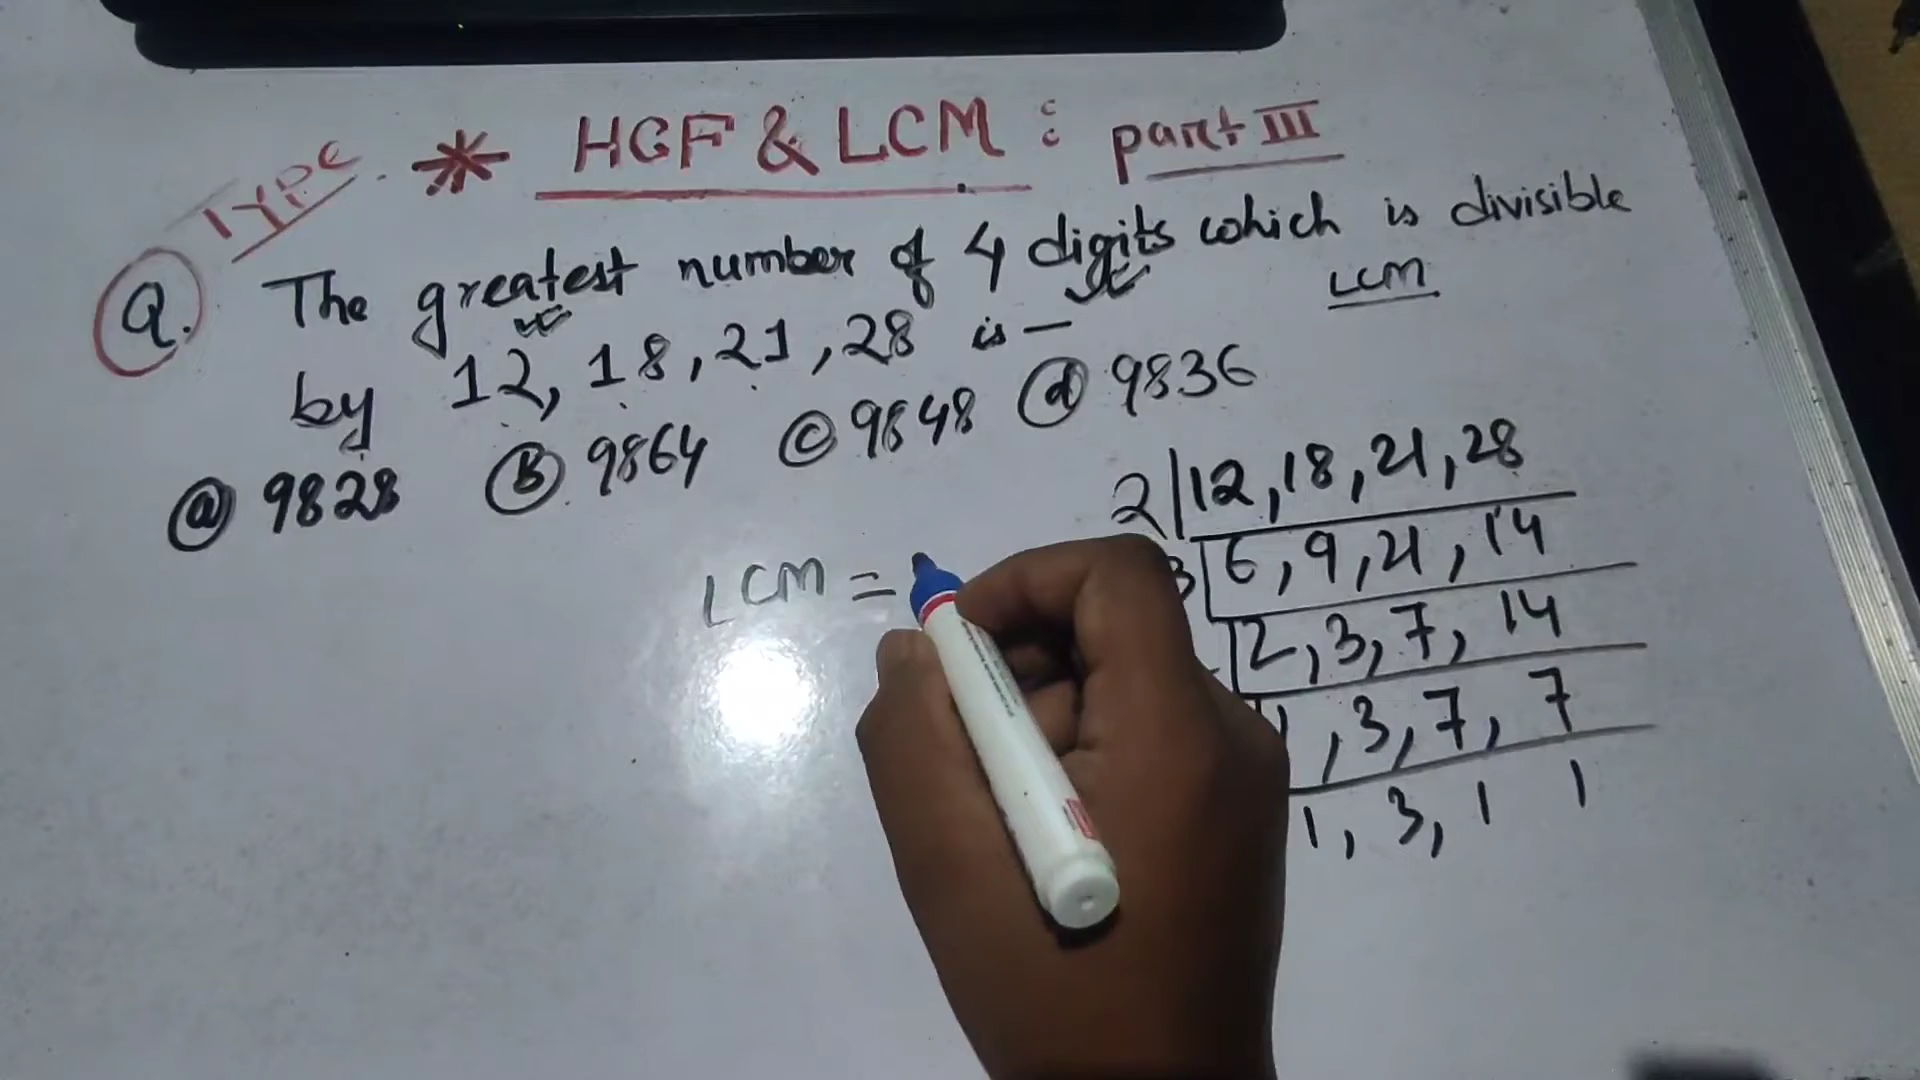 Type * HCF & LCM : part III
Q. The greatest number of 4 digits which is divisible
LCM
by 12, 18, 21, 28 is —
ⓐ 9828 ⓑ 9864 ⓒ 9848 ⓓ 9836
2 12, 18, 21, 28
3 6, 9, 21, 14
2, 3, 7, 14
1, 3, 7, 7
1, 3, 1 1
LCM =